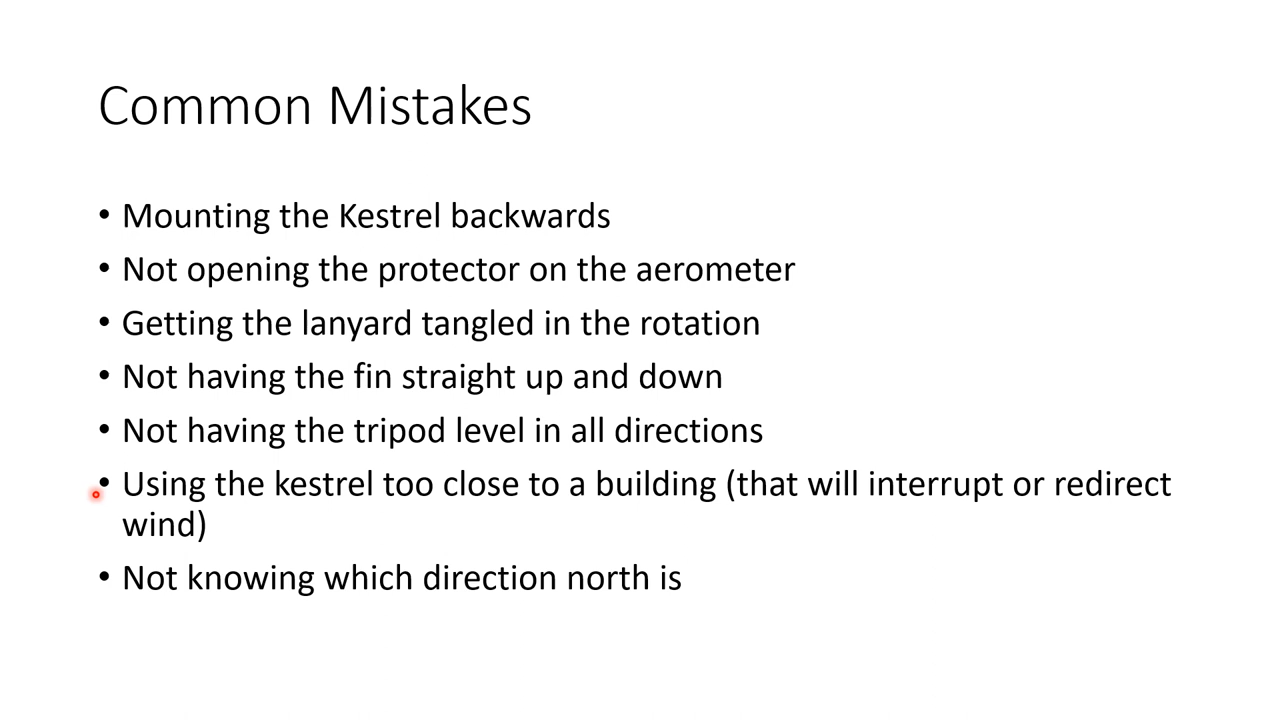 Common Mistakes
• Mounting the Kestrel backwards
• Not opening the protector on the aerometer
• Getting the lanyard tangled in the rotation
• Not having the fin straight up and down
• Not having the tripod level in all directions
• Using the kestrel too close to a building (that will interrupt or redirect
wind)
• Not knowing which direction north is